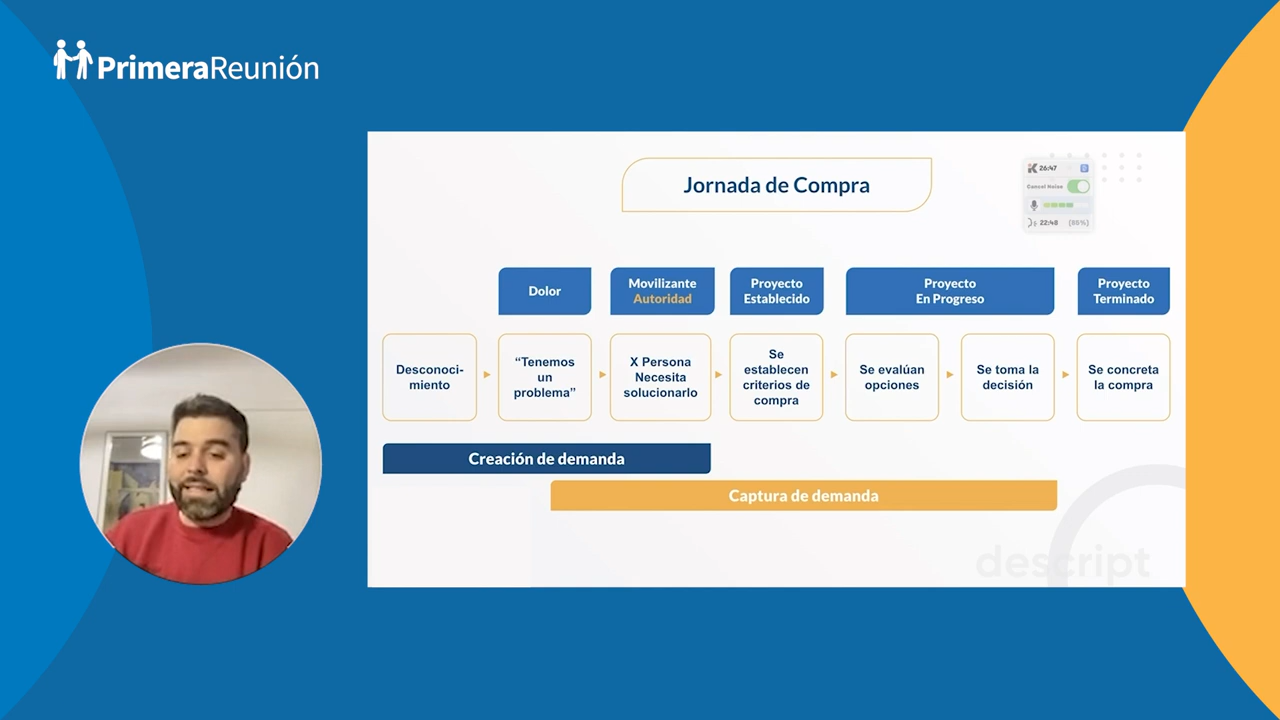 PrimeraReunión
Jornada de Compra
26:47
Cancel Noise
22:48 [85%]
Dolor
Movilizante
Autoridad
Proyecto
Establecido
Proyecto
En Progreso
Proyecto
Terminado
Desconoci-
miento
“Tenemos
un
problema”
X Persona
Necesita
solucionarlo
Se
establecen
criterios de
compra
Se evalúan
opciones
Se toma la
decisión
Se concreta
la compra
Creación de demanda
Captura de demanda
descript